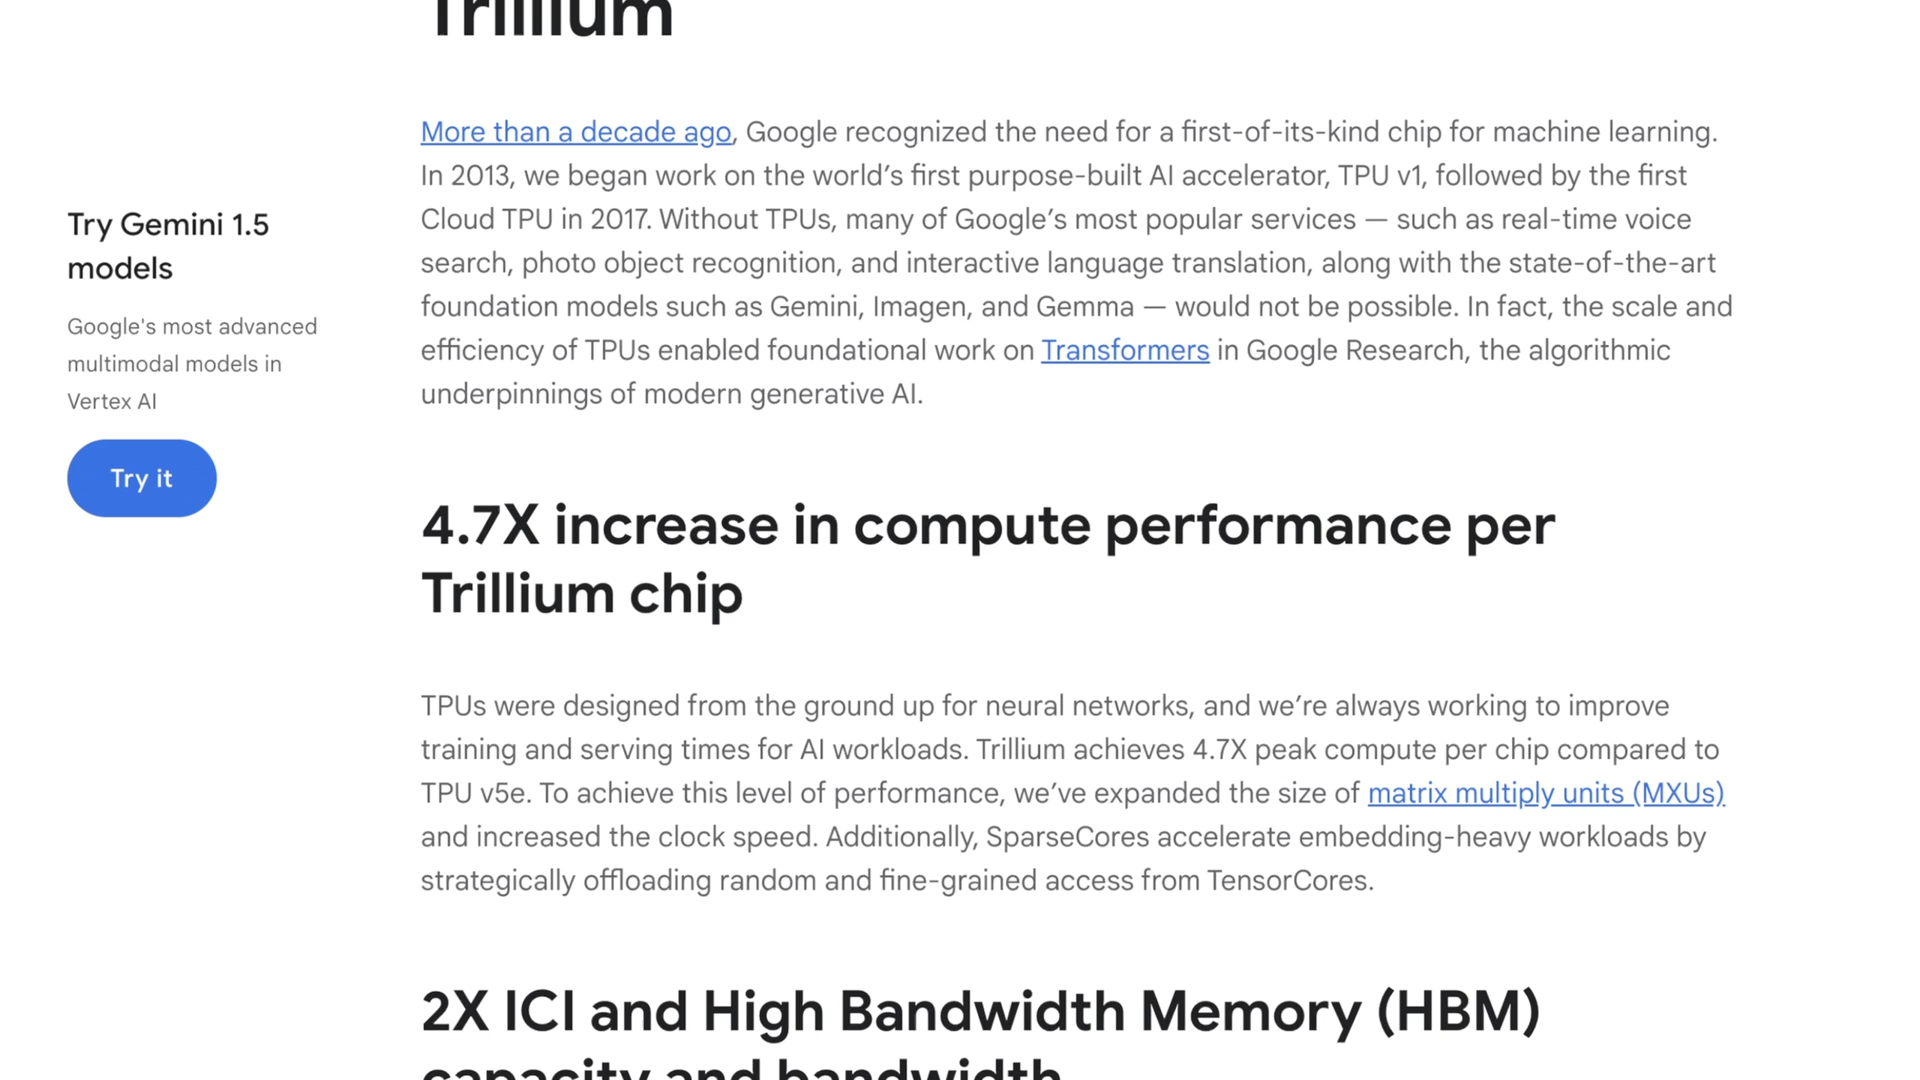 Trillium
More than a decade ago, Google recognized the need for a first-of-its-kind chip for machine learning.
In 2013, we began work on the world’s first purpose-built AI accelerator, TPU v1, followed by the first
Cloud TPU in 2017. Without TPUs, many of Google’s most popular services — such as real-time voice
search, photo object recognition, and interactive language translation, along with the state-of-the-art
foundation models such as Gemini, Imagen, and Gemma — would not be possible. In fact, the scale and
efficiency of TPUs enabled foundational work on Transformers in Google Research, the algorithmic
underpinnings of modern generative AI.
Try Gemini 1.5
models
Google's most advanced
multimodal models in
Vertex AI
Try it
4.7X increase in compute performance per
Trillium chip
TPUs were designed from the ground up for neural networks, and we’re always working to improve
training and serving times for AI workloads. Trillium achieves 4.7X peak compute per chip compared to
TPU v5e. To achieve this level of performance, we’ve expanded the size of matrix multiply units (MXUs)
and increased the clock speed. Additionally, SparseCores accelerate embedding-heavy workloads by
strategically offloading random and fine-grained access from TensorCores.
2X ICI and High Bandwidth Memory (HBM)
capacity and bandwidth